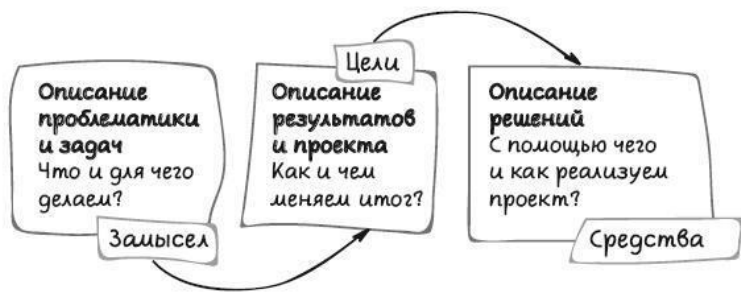 Описание
проблематики
и задач
Что и для чего
делаем?
Замысел
Цели
Описание
результатов
и проекта
Как и чем
меняем итог?
Описание
решений
С помощью чего
и как реализуем
проект?
Средства